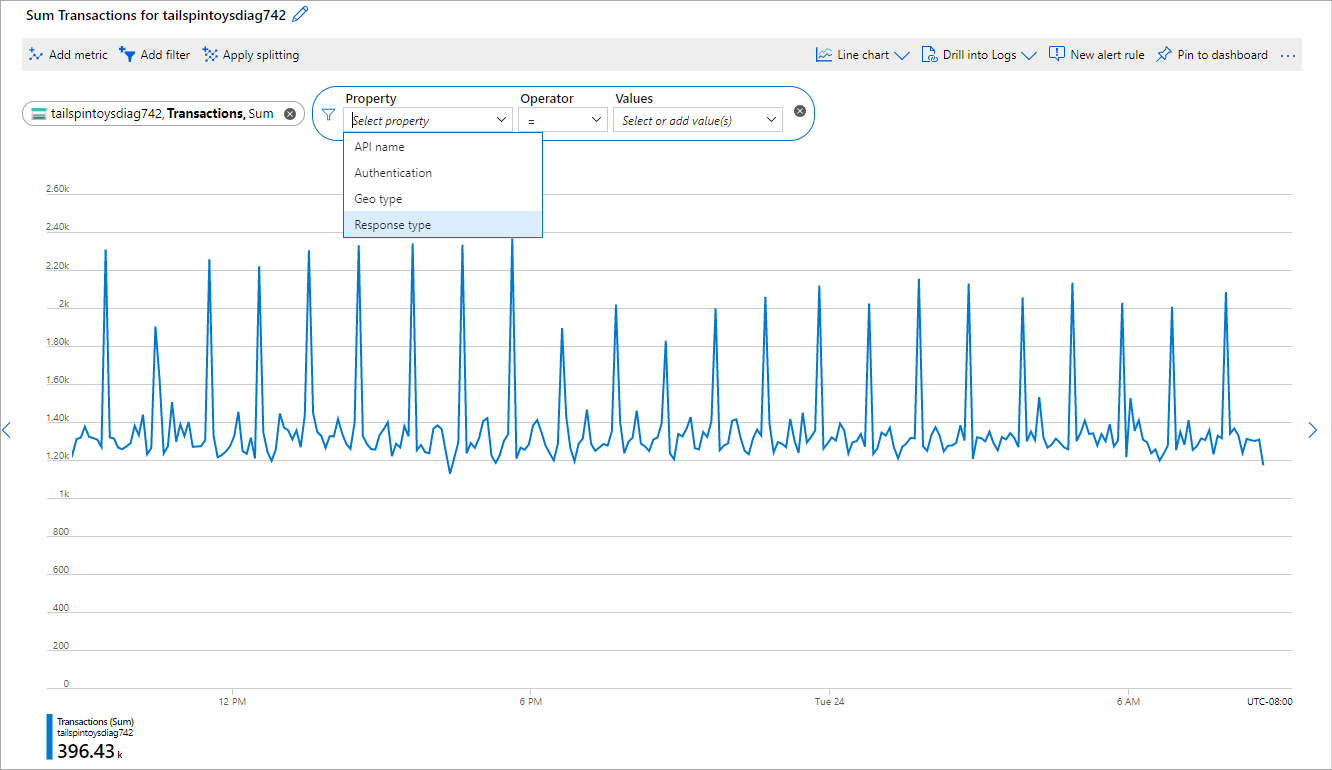 Sum Transactions for tailspintoysdiag742
Add metric Add filter Apply splitting Line chart Drill into Logs New alert rule Pin to dashboard ...
tailspintoysdiag742, Transactions, Sum
Property Operator Values
Select property = Select or add value(s)
API name
Authentication
Geo type
Response type
2.60k
2.40k
2.20k
2k
1.80k
1.60k
1.40k
1.20k
1k
800
600
400
200
0
12 PM 6 PM Tue 24 6 AM UTC-08:00
Transactions (Sum)
tailspintoysdiag742
396.43 k